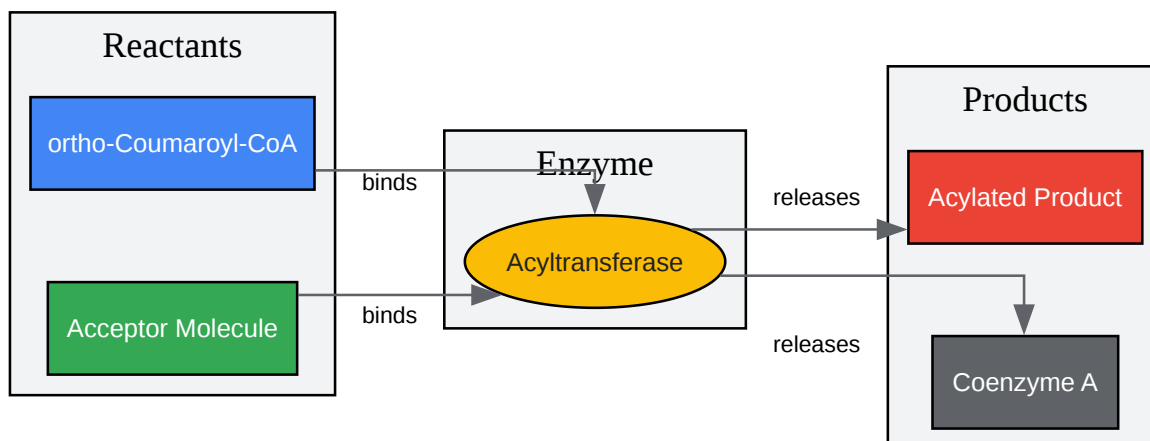 Reactants
ortho-Coumaroyl-CoA
Acceptor Molecule
binds
binds
Enzyme
Acyltransferase
releases
releases
Products
Acylated Product
Coenzyme A